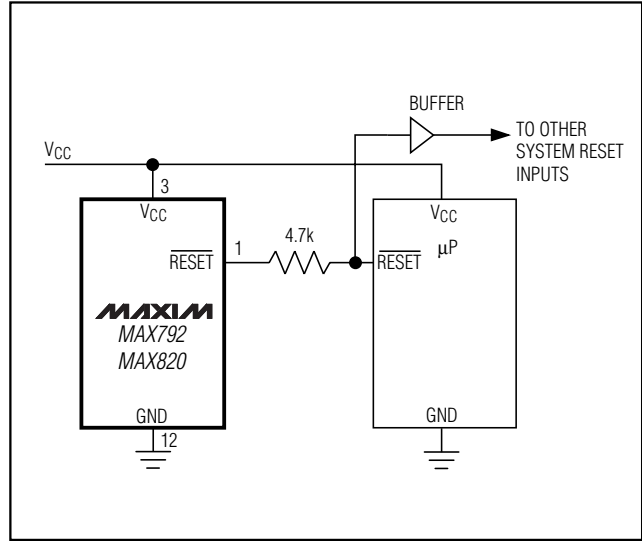 BUFFER
TO OTHER
SYSTEM RESET
INPUTS
VCC
3
VCC
RESET
1
4.7k
MAXIM
MAX792
MAX820
GND
12
VCC
RESET
µP
GND